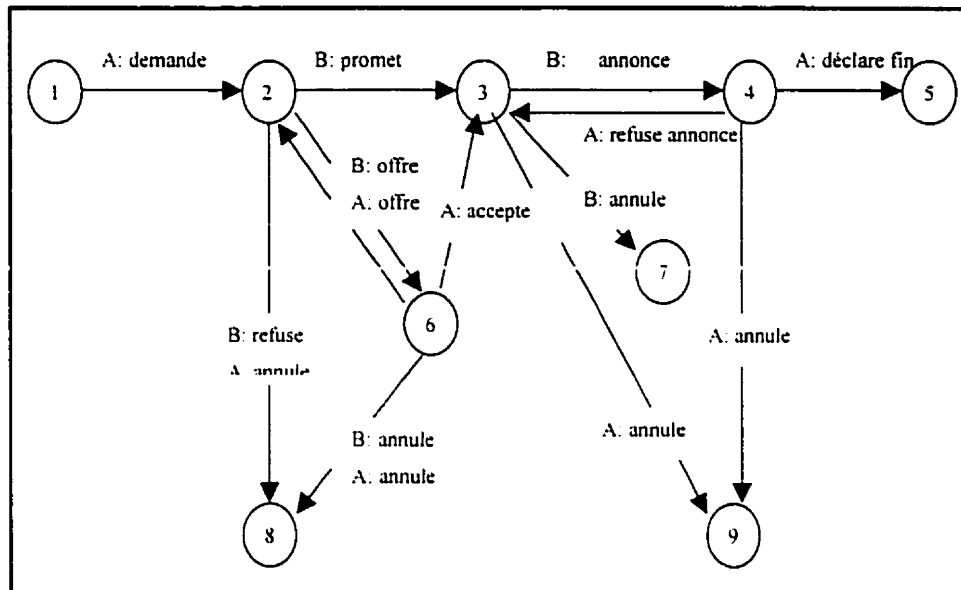 A: demande
B: promet
B: annonce
A: déclare fin
1
2
3
4
5
A: refuse annonce
B: offre
A: offre
A: accepte
B: annule
7
6
B: refuse
A: annule
A: annule
B: annule
A: annule
A: annule
8
9